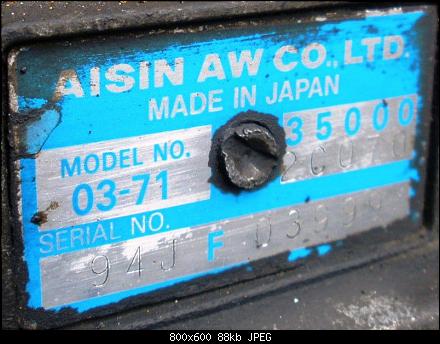 AISIN AW CO., LTD.
MADE IN JAPAN
MODEL NO. 35000
03-71
SERIAL NO.
94J F
800x600 88kb JPEG